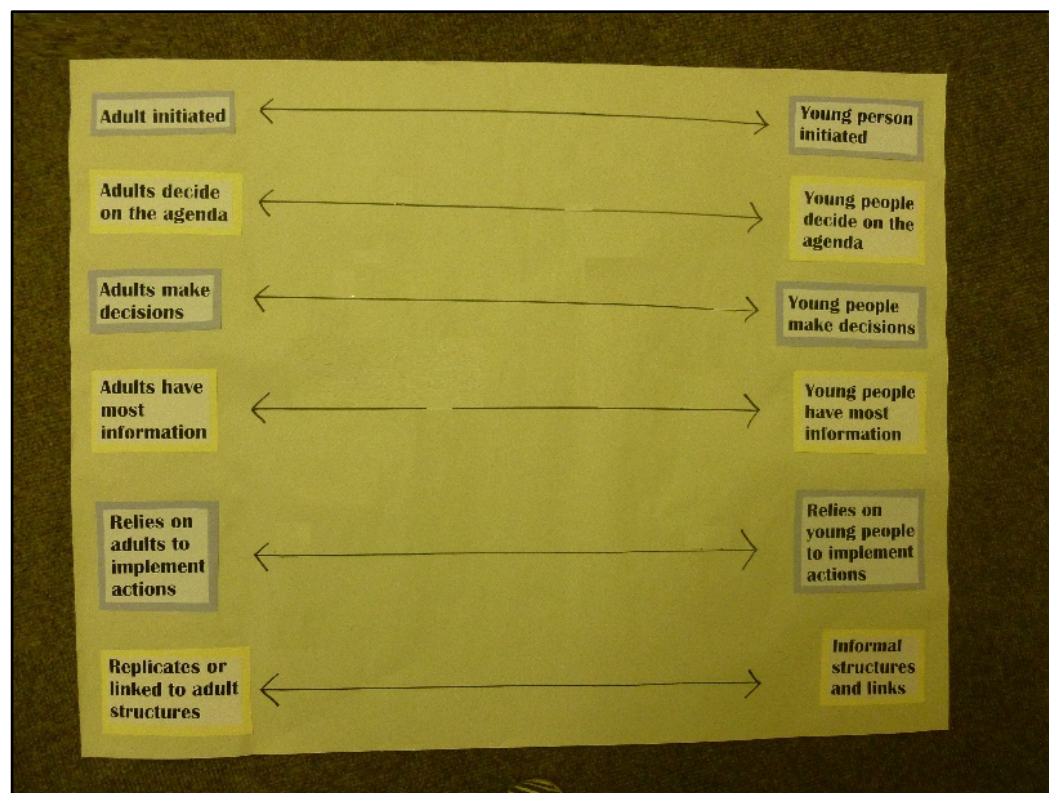 Adult initiated
Young person
initiated
Adults decide
on the agenda
Young people
decide on the
agenda
Adults make
decisions
Young people
make decisions
Adults have
most
information
Young people
have most
information
Relies on
adults to
implement
actions
Relies on
young people
to implement
actions
Replicates or
linked to adult
structures
Informal
structures
and links